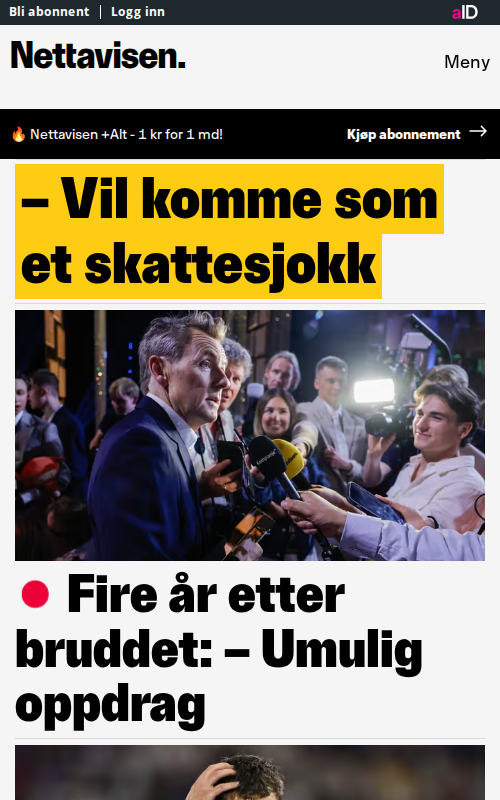 Bli abonnent | Logg inn
aID
Nettavisen.
Meny
🔥 Nettavisen +Alt - 1 kr for 1 md!
Kjøp abonnement →
– Vil komme som
et skattesjokk
Fire år etter
bruddet: – Umulig
oppdrag